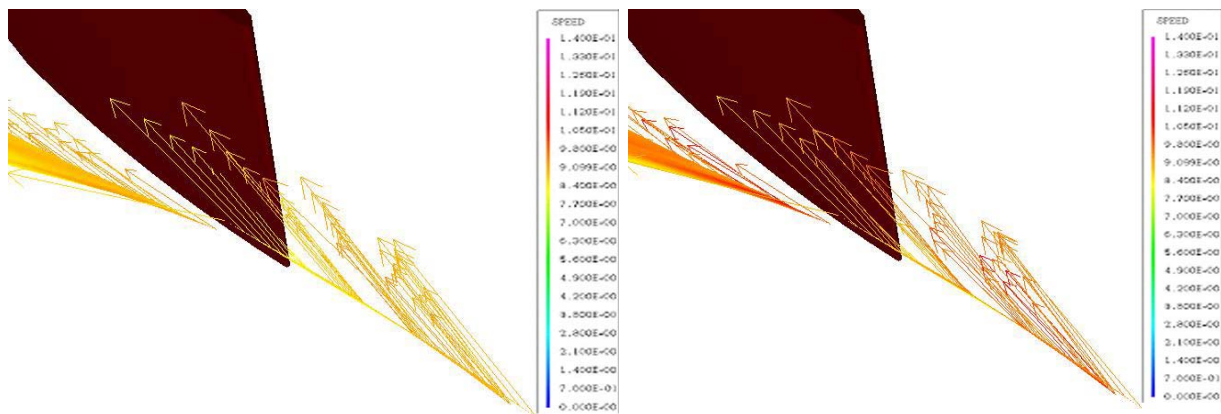 SPEED
1.400E-01
1.330E-01
1.260E-01
1.190E-01
1.120E-01
1.050E-01
9.800E-00
9.099E-00
8.400E-00
7.700E-00
7.000E-00
6.300E-00
5.600E-00
4.900E-00
4.200E-00
3.800E-00
2.800E-00
2.100E-00
1.400E-00
7.000E-01
0.000E-00
SPEED
1.400E-01
1.330E-01
1.260E-01
1.190E-01
1.120E-01
1.050E-01
9.800E-00
9.099E-00
8.400E-00
7.700E-00
7.000E-00
6.300E-00
5.600E-00
4.900E-00
4.200E-00
3.800E-00
2.800E-00
2.100E-00
1.400E-00
7.000E-01
0.000E-00